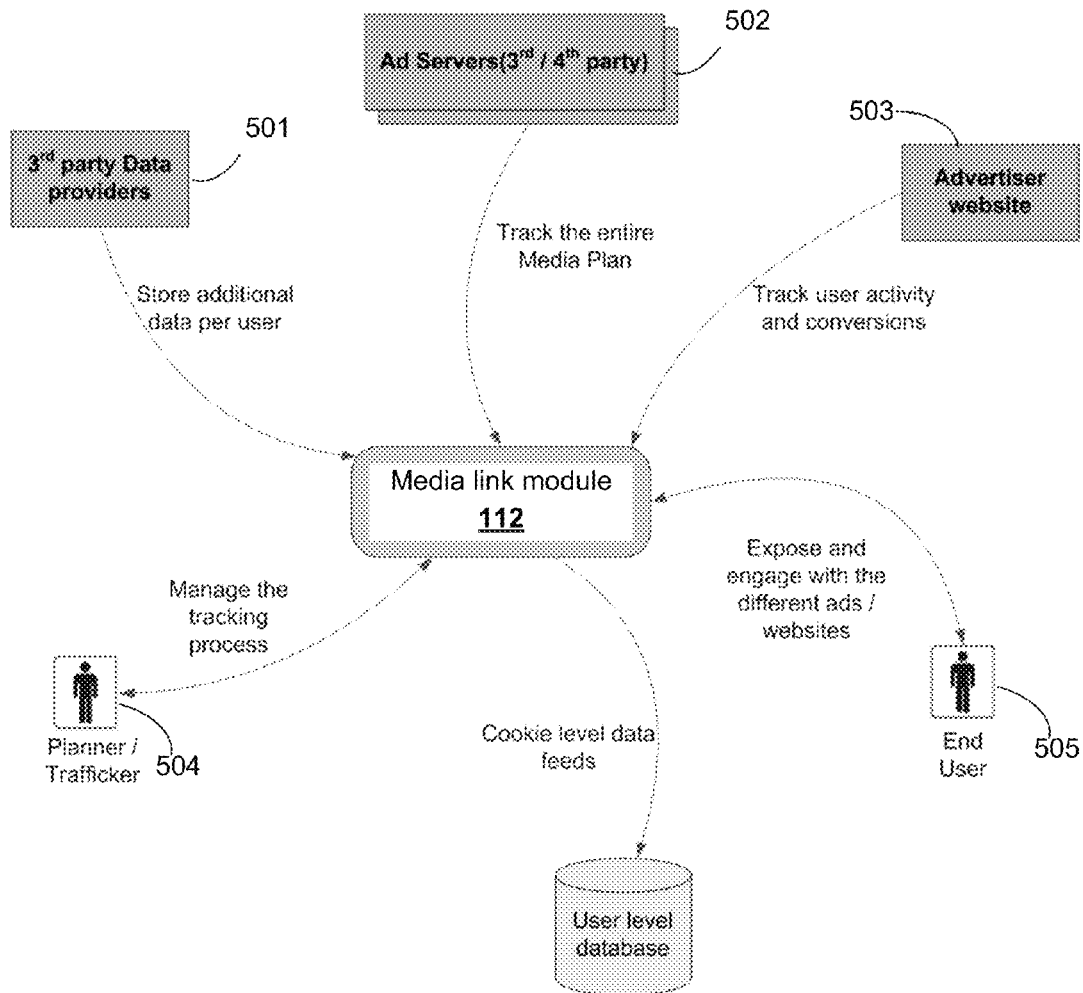 502
Ad Servers(3rd / 4th party)
503
501
3rd party Data
providers
Advertiser
website
Track the entire
Media Plan
Store additional
data per user
Track user activity
and conversions
Media link module
112
Expose and
engage with the
different ads /
websites
Manage the
tracking
process
Planner /
Trafficker
504
Cookie level data
feeds
End
User
505
User level
database